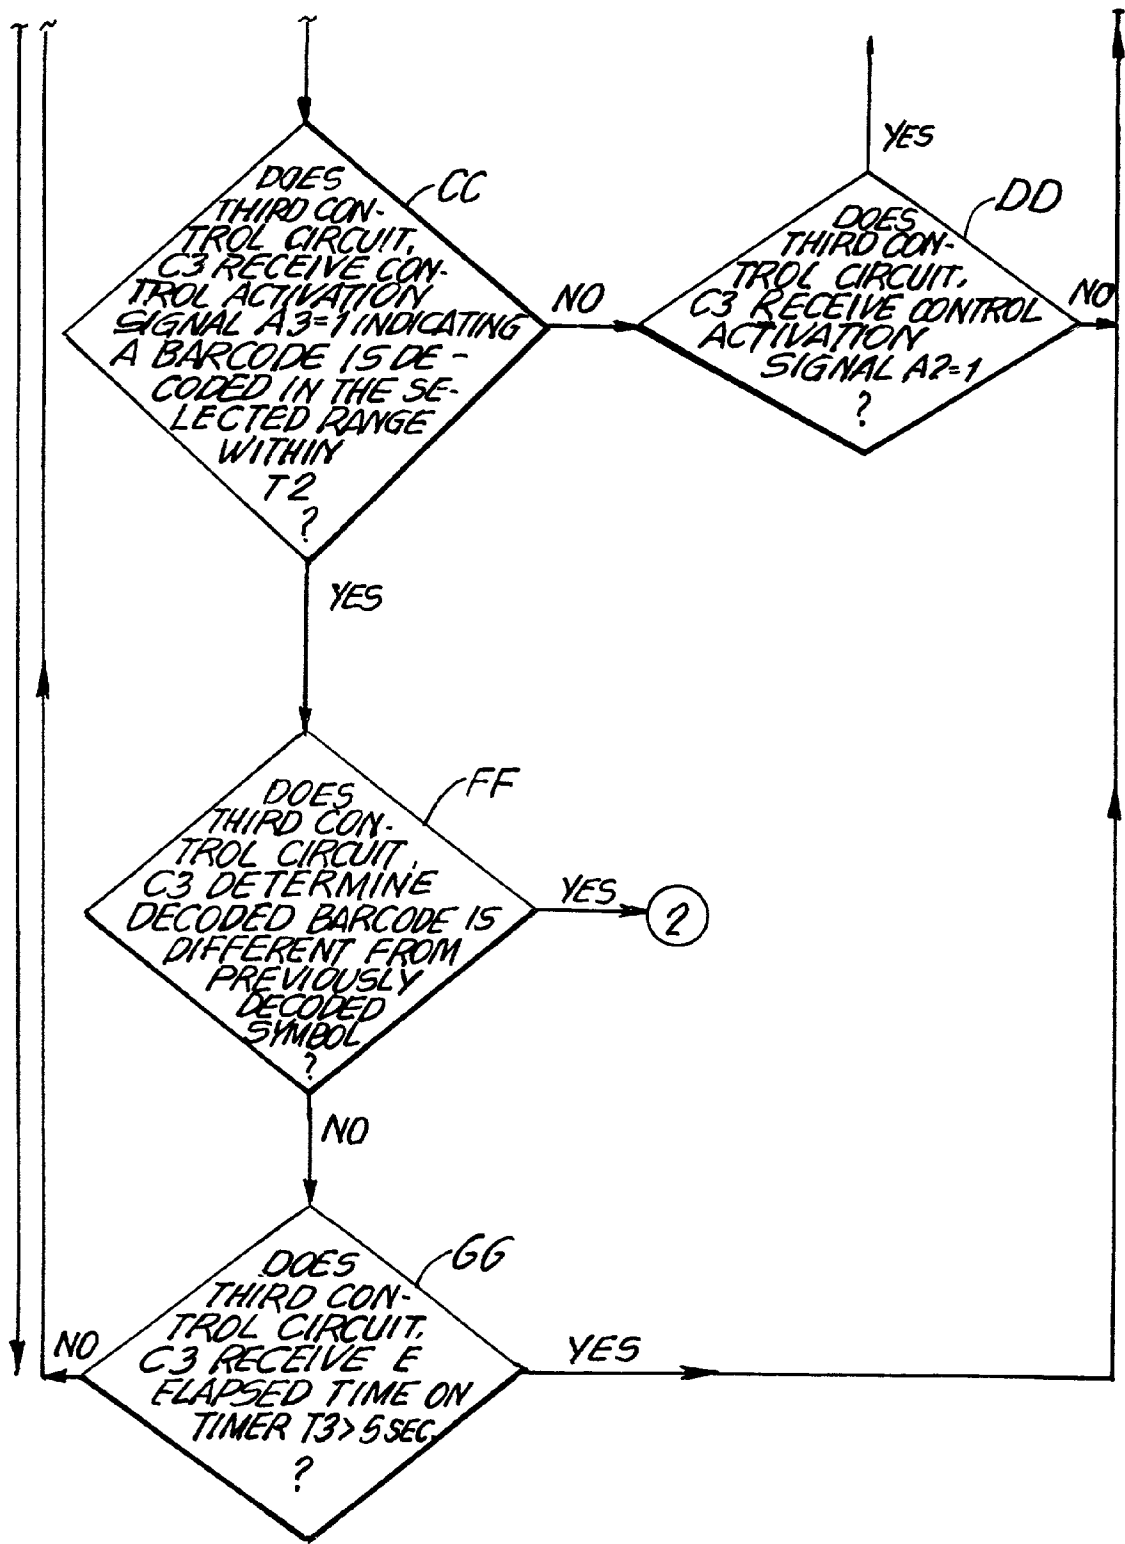 CC
DOES
THIRD CON-
TROL CIRCUIT,
C3 RECEIVE CON-
TROL ACTIVATION
SIGNAL A3=1 INDICATING
A BARCODE IS DE-
CODED IN THE SE-
LECTED RANGE
WITHIN
T2
?
NO
YES
YES
DD
DOES
THIRD CON-
TROL CIRCUIT,
C3 RECEIVE CONTROL
ACTIVATION
SIGNAL A2=1
?
NO
FF
DOES
THIRD CON-
TROL CIRCUIT,
C3 DETERMINE
DECODED BARCODE IS
DIFFERENT FROM
PREVIOUSLY
DECODED
SYMBOL
?
YES
2
NO
GG
DOES
THIRD CON-
TROL CIRCUIT,
C3 RECEIVE E
ELAPSED TIME ON
TIMER T3>5 SEC.
?
NO
YES